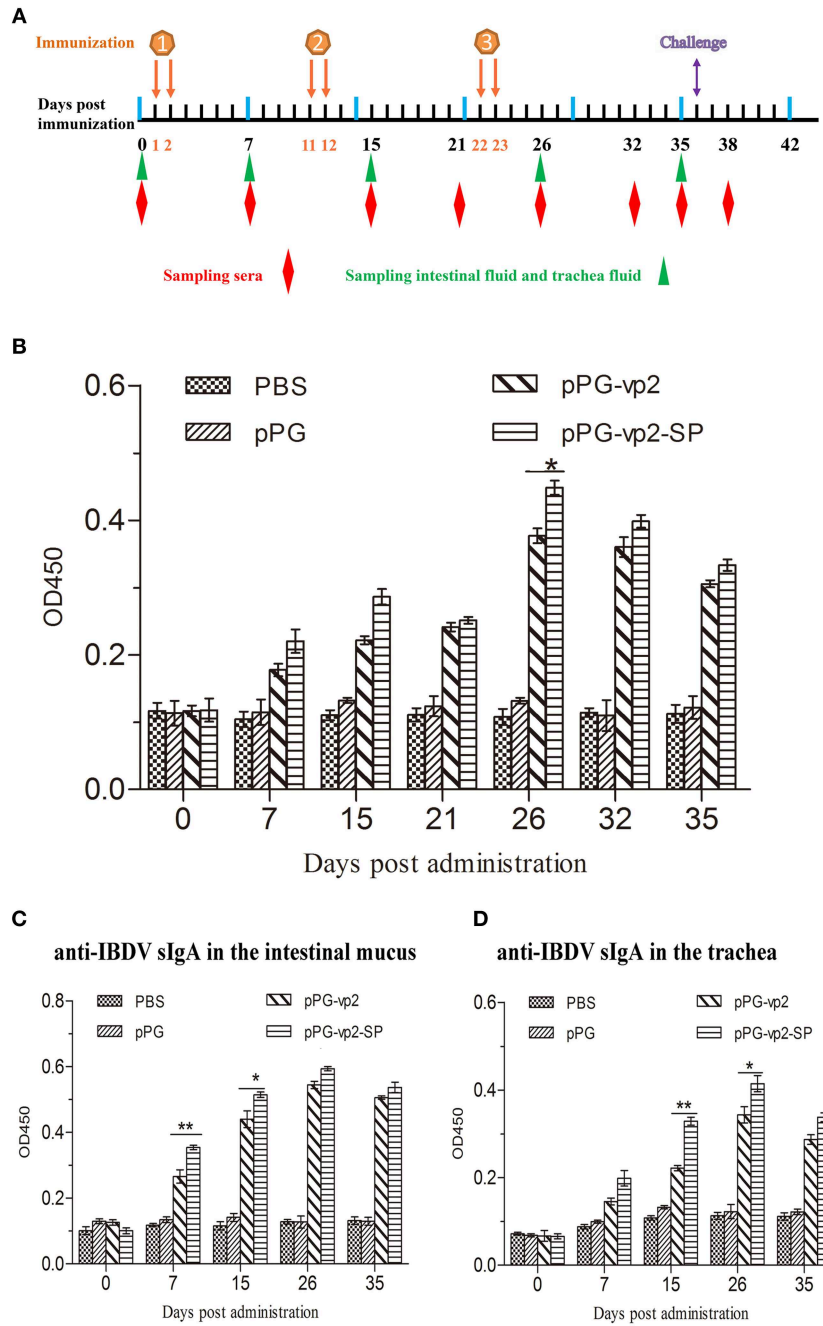 A
Immunization 1 2 3 Challenge
Days post
immunization
0 1 2 7 11 12 15 21 22 23 26 32 35 38 42
Sampling sera Sampling intestinal fluid and trachea fluid
B
0.6
0.4
0.2
0.0
OD450
PBS pPG-vp2
pPG pPG-vp2-SP
*
0 7 15 21 26 32 35
Days post administration
C
anti-IBDV sIgA in the intestinal mucus
0.8
0.6
0.4
0.2
0.0
OD450
PBS pPG-vp2
pPG pPG-vp2-SP
** *
0 7 15 26 35
Days post administration
D
anti-IBDV sIgA in the trachea
0.6
0.4
0.2
0.0
OD450
PBS pPG-vp2
pPG pPG-vp2-SP
** *
0 7 15 26 35
Days post administration